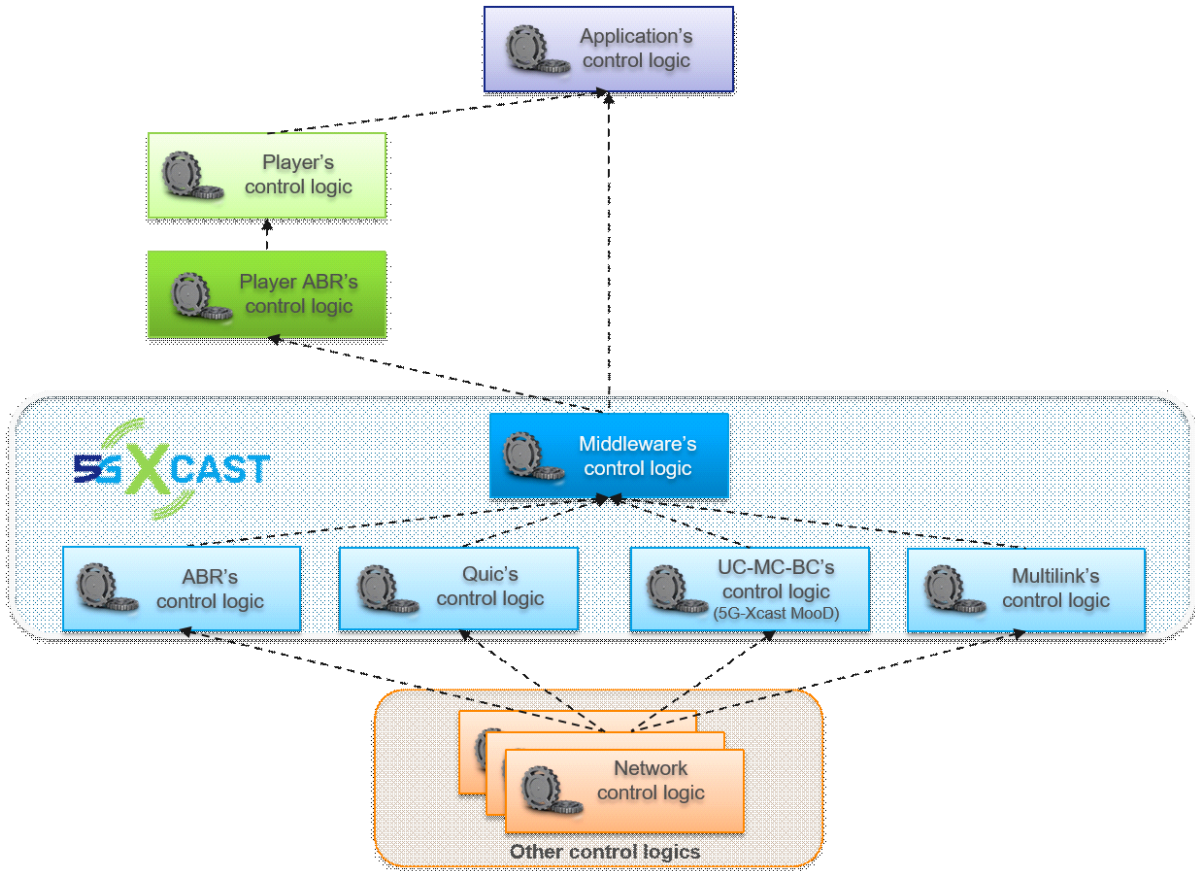 Application's
control logic
Player's
control logic
Player ABR's
control logic
Middleware's
control logic
5G XCAST
ABR's
control logic
Quic's
control logic
UC-MC-BC's
control logic
(5G-Xcast MooD)
Multilink's
control logic
Network
control logic
Other control logics